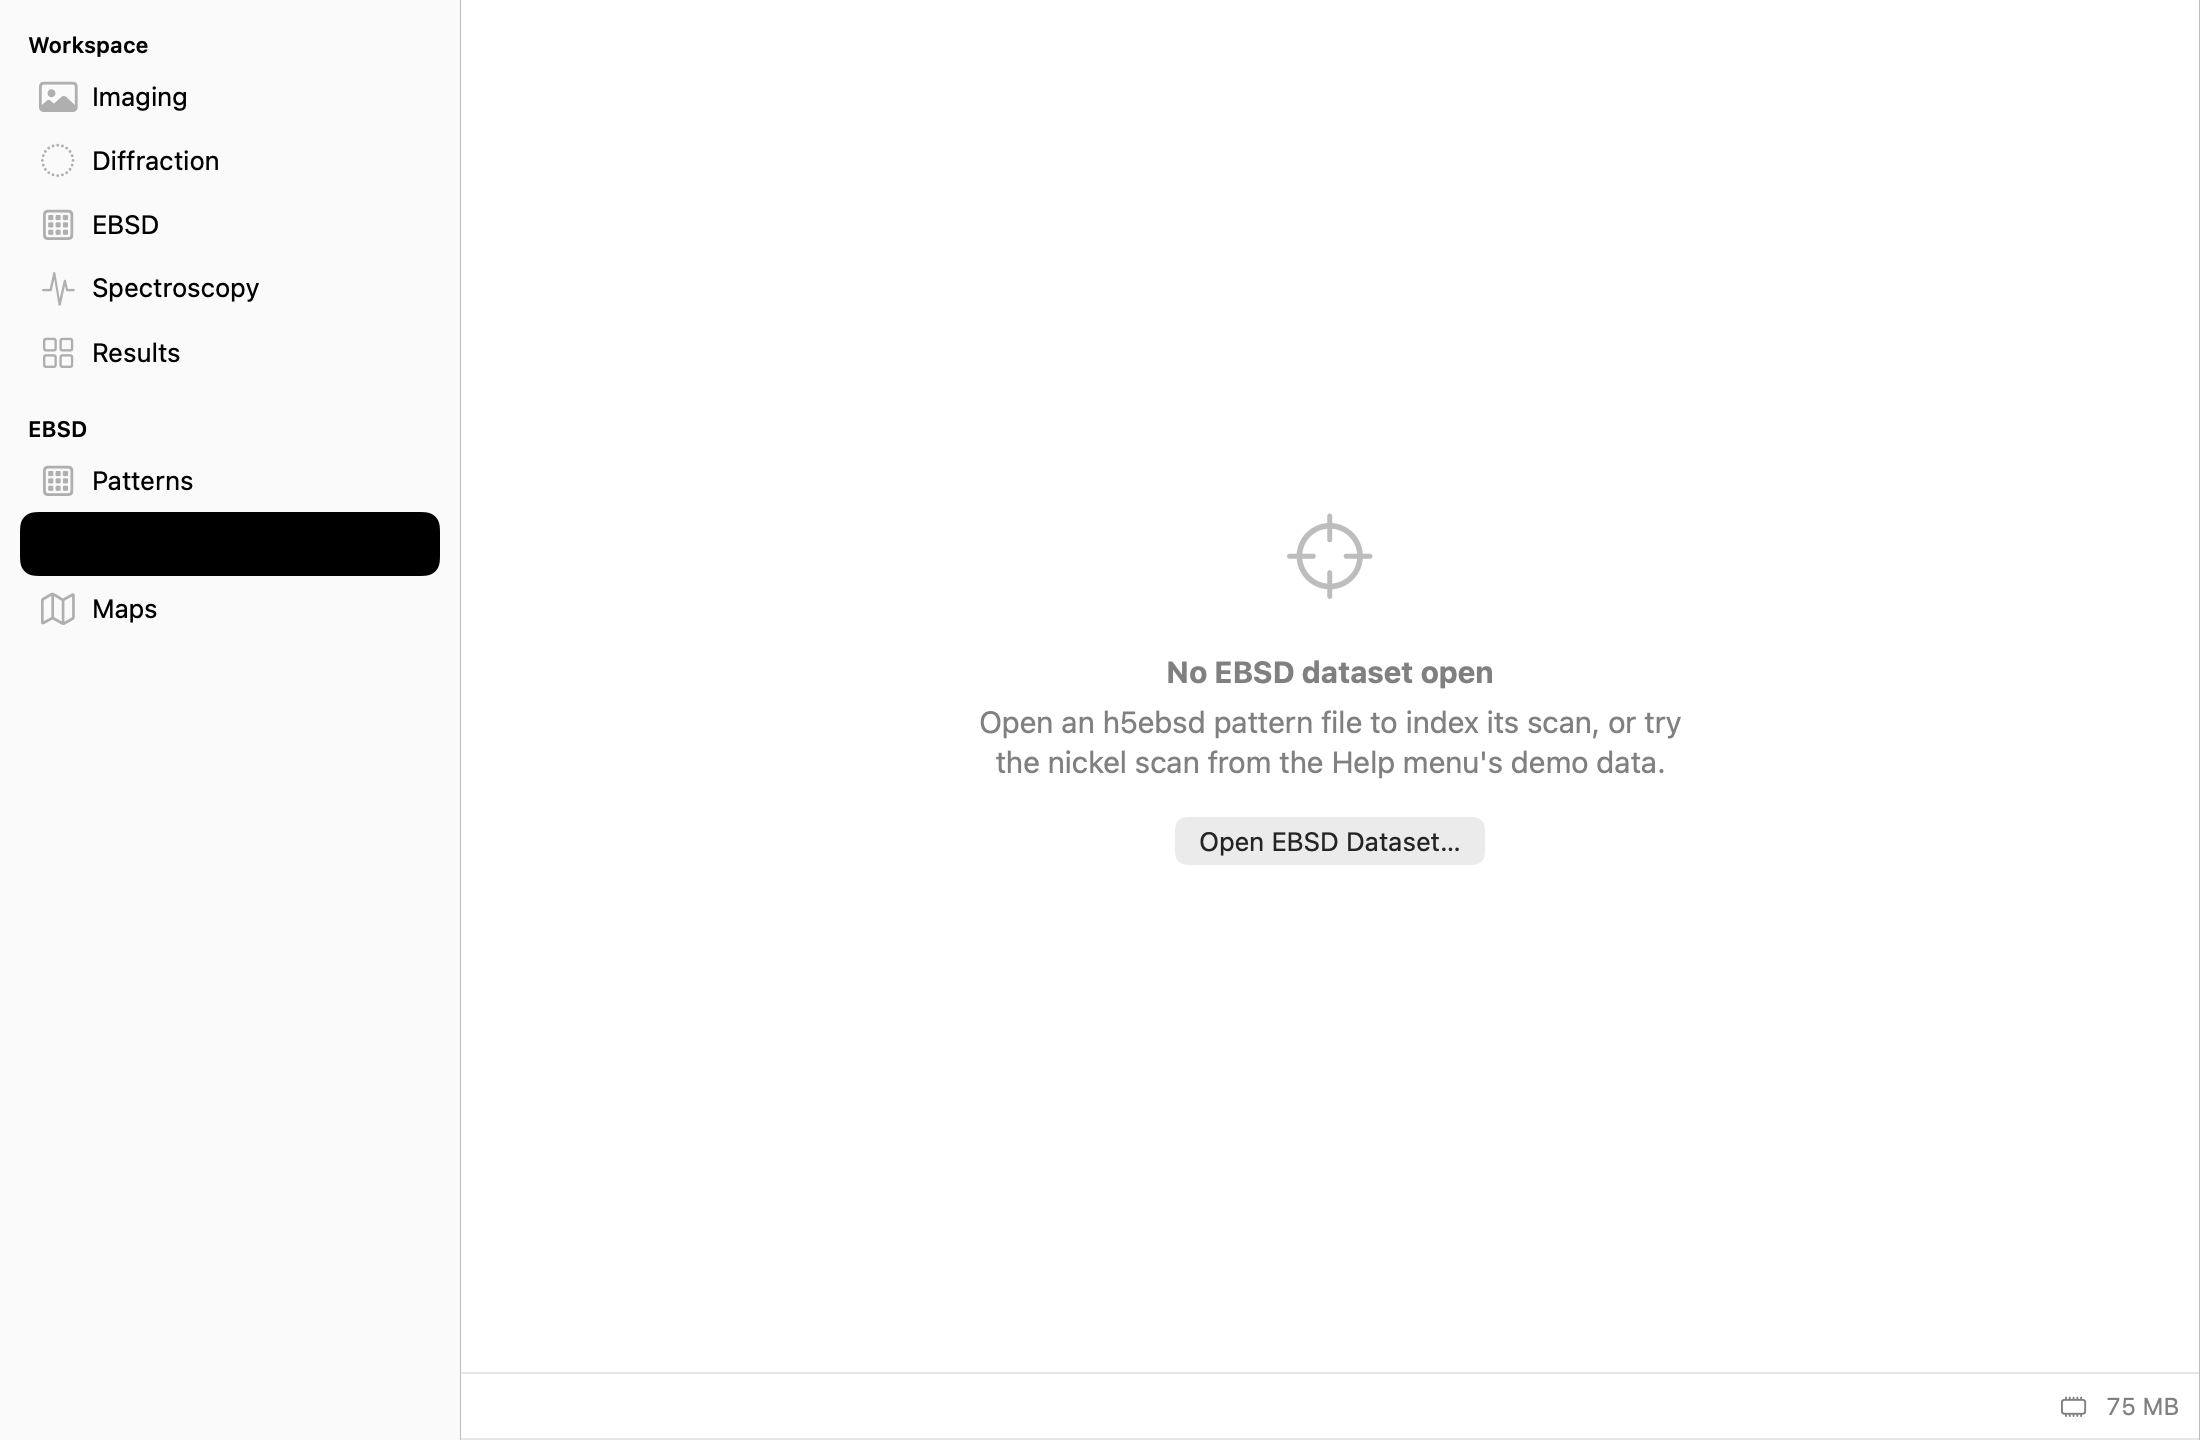 Workspace
Imaging
Diffraction
EBSD
Spectroscopy
Results
EBSD
Patterns
Maps
No EBSD dataset open
Open an h5ebsd pattern file to index its scan, or try
the nickel scan from the Help menu's demo data.
Open EBSD Dataset...
75 MB